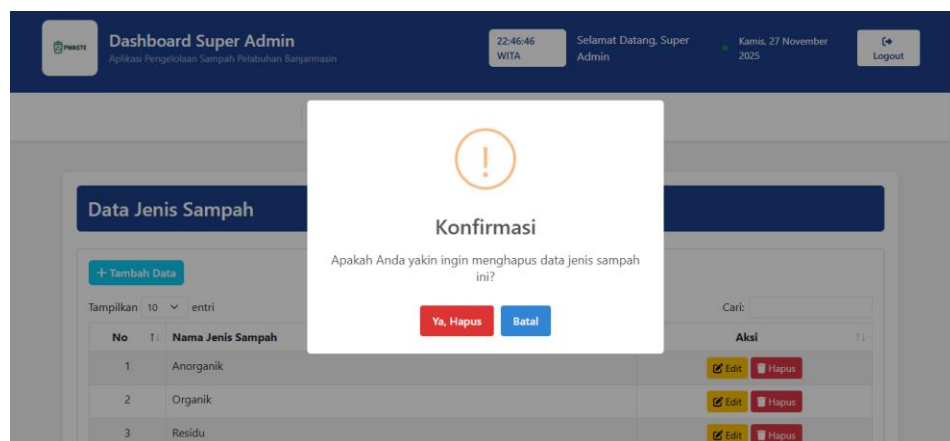 PWASTE
Dashboard Super Admin
Aplikasi Pengelolaan Sampah Pelabuhan Banjarmasin
22:46:46
WITA
Selamat Datang, Super
Admin
Kamis, 27 November
2025
Logout
Konfirmasi
Apakah Anda yakin ingin menghapus data jenis sampah
ini?
Ya, Hapus Batal
Data Jenis Sampah
+ Tambah Data
Tampilkan 10 entri
Cari:
No Nama Jenis Sampah Aksi
1 Anorganik Edit Hapus
2 Organik Edit Hapus
3 Residu Edit Hapus